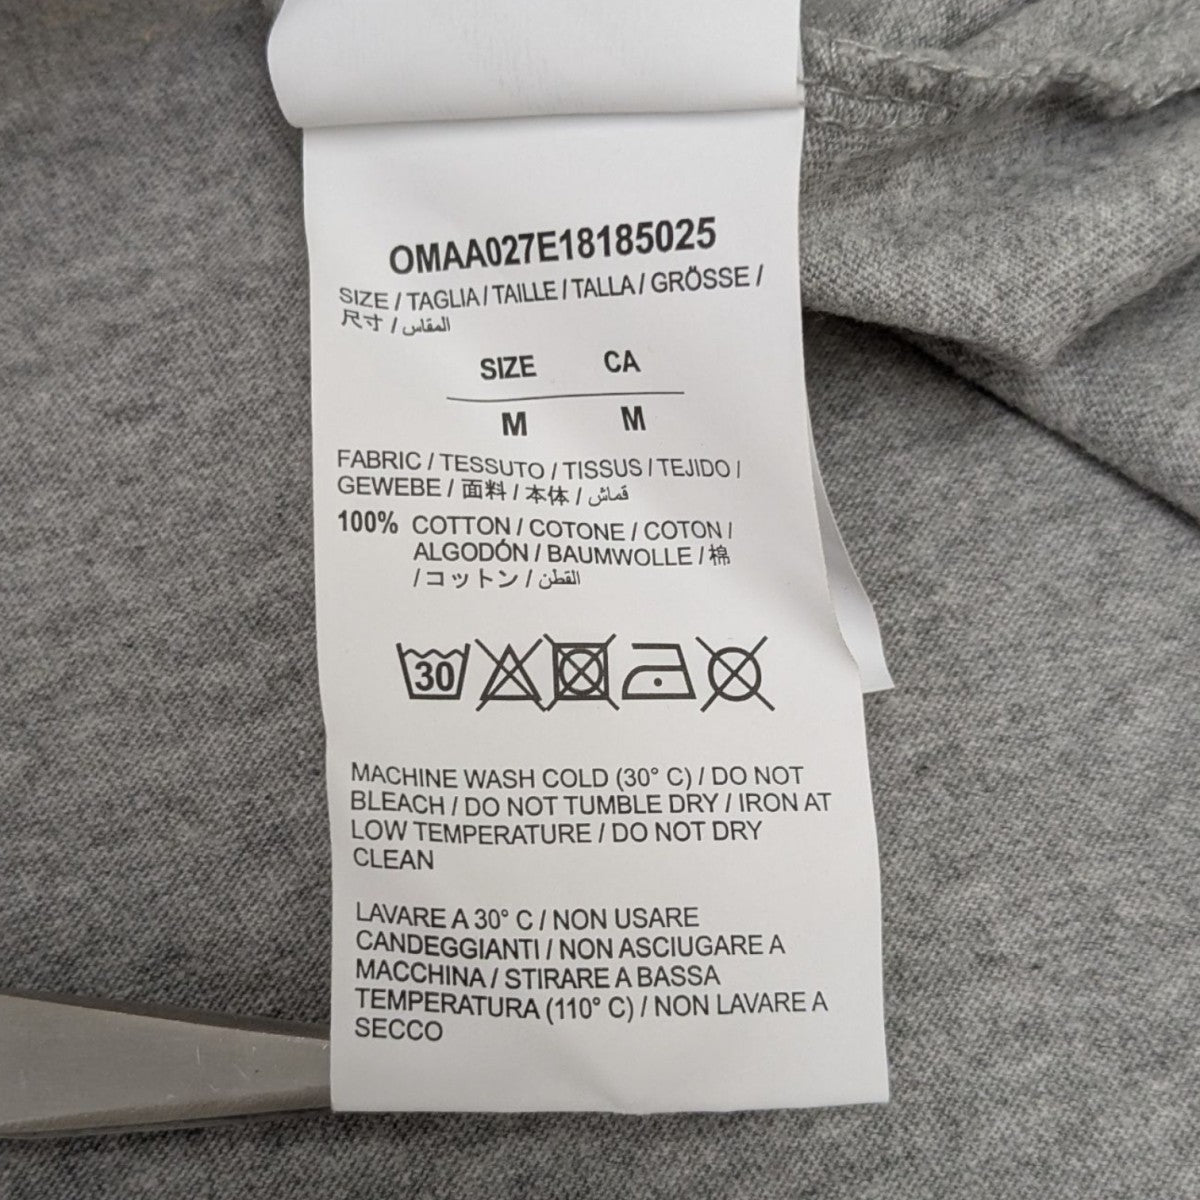 OMAA027E18185025
SIZE / TAGLIA / TAILLE / TALLA / GRÖSSE /
尺寸 / المقاس
SIZE CA
M M
FABRIC / TESSUTO / TISSUS / TEJIDO /
GEWEBE / 面料 / 本体 / قماش
100% COTTON / COTONE / COTON /
ALGODÓN / BAUMWOLLE / 棉
/ コットン / القطن
30
MACHINE WASH COLD (30° C) / DO NOT
BLEACH / DO NOT TUMBLE DRY / IRON AT
LOW TEMPERATURE / DO NOT DRY
CLEAN
LAVARE A 30° C / NON USARE
CANDEGGIANTI / NON ASCIUGARE A
MACCHINA / STIRARE A BASSA
TEMPERATURA (110° C) / NON LAVARE A
SECCO